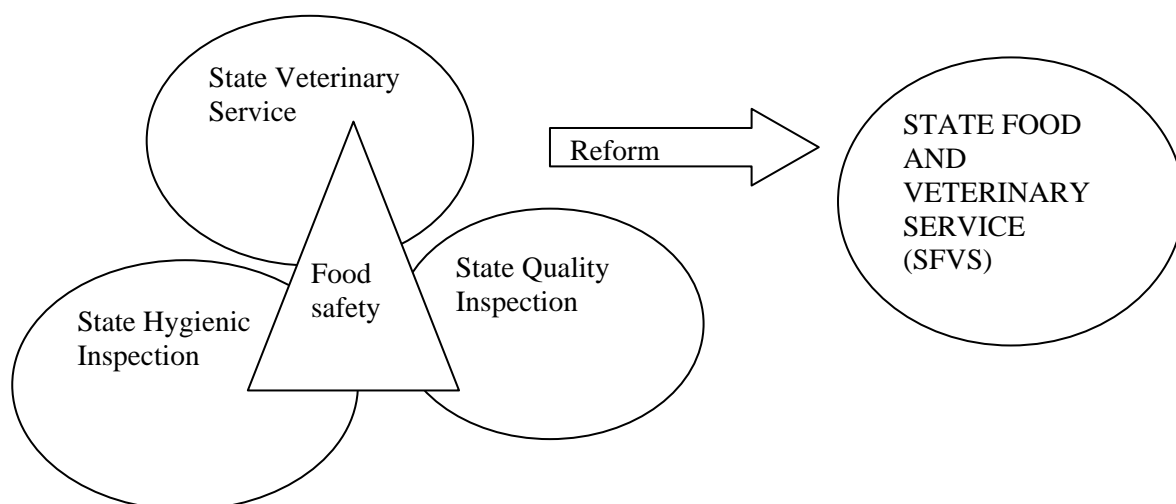 State Veterinary
Service
Reform
STATE FOOD
AND
VETERINARY
SERVICE
(SFVS)
Food
safety
State Quality
Inspection
State Hygienic
Inspection